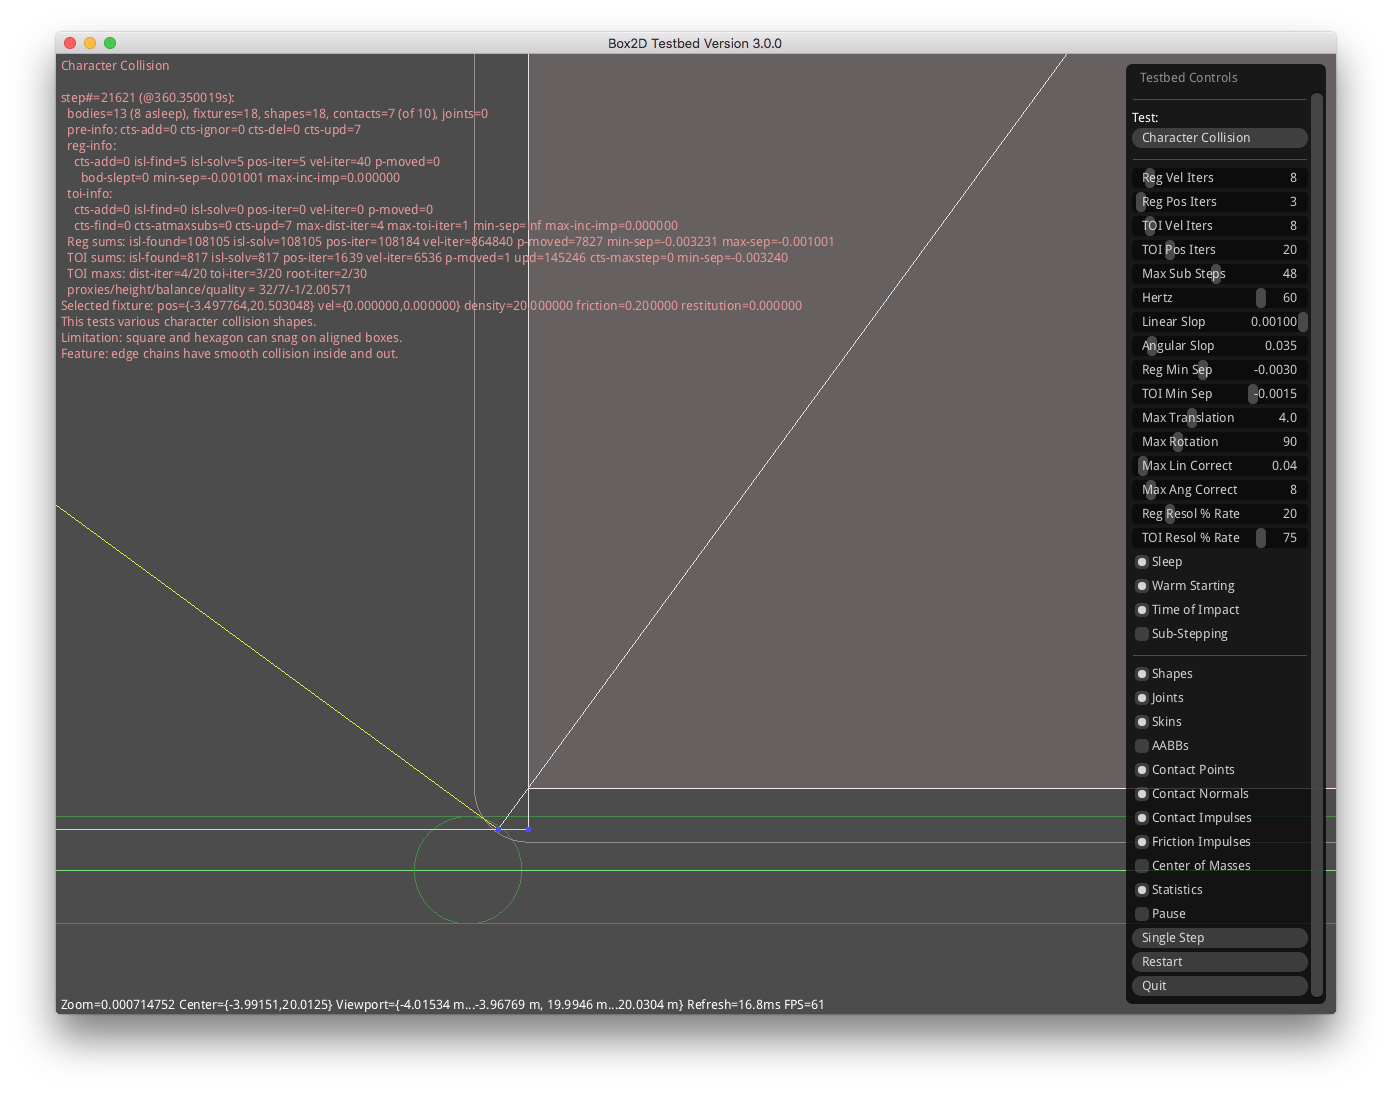 Box2D Testbed Version 3.0.0
Character Collision
step#=21621 (@360.350019s):
bodies=13 (8 asleep), fixtures=18, shapes=18, contacts=7 (of 10), joints=0
pre-info: cts-add=0 cts-ignor=0 cts-del=0 cts-upd=7
reg-info:
cts-add=0 isl-find=5 isl-solv=5 pos-iter=5 vel-iter=40 p-moved=0
bod-slept=0 min-sep=-0.001001 max-inc-imp=0.000000
toi-info:
cts-add=0 isl-find=0 isl-solv=0 pos-iter=0 vel-iter=0 p-moved=0
cts-find=0 cts-atmaxsubs=0 cts-upd=7 max-dist-iter=4 max-toi-iter=1 min-sep=inf max-inc-imp=0.000000
Reg sums: isl-found=108105 isl-solv=108105 pos-iter=108184 vel-iter=864840 p-moved=7827 min-sep=-0.003231 max-sep=-0.001001
TOI sums: isl-found=817 isl-solv=817 pos-iter=1639 vel-iter=6536 p-moved=1 upd=145246 cts-maxstep=0 min-sep=-0.003240
TOI maxs: dist-iter=4/20 toi-iter=3/20 root-iter=2/30
proxies/height/balance/quality = 32/7/-1/2.00571
Selected fixture: pos={-3.497764,20.503048} vel={0.000000,0.000000} density=20.000000 friction=0.200000 restitution=0.000000
This tests various character collision shapes.
Limitation: square and hexagon can snag on aligned boxes.
Feature: edge chains have smooth collision inside and out.
Testbed Controls
Test:
Character Collision
Reg Vel Iters 8
Reg Pos Iters 3
TOI Vel Iters 8
TOI Pos Iters 20
Max Sub Steps 48
Hertz 60
Linear Slop 0.00100
Angular Slop 0.035
Reg Min Sep -0.0030
TOI Min Sep -0.0015
Max Translation 4.0
Max Rotation 90
Max Lin Correct 0.04
Max Ang Correct 8
Reg Resol % Rate 20
TOI Resol % Rate 75
Sleep
Warm Starting
Time of Impact
Sub-Stepping
Shapes
Joints
Skins
AABBs
Contact Points
Contact Normals
Contact Impulses
Friction Impulses
Center of Masses
Statistics
Pause
Single Step
Restart
Quit
Zoom=0.000714752 Center={-3.99151,20.0125} Viewport={-4.01534 m...-3.96769 m, 19.9946 m...20.0304 m} Refresh=16.8ms FPS=61